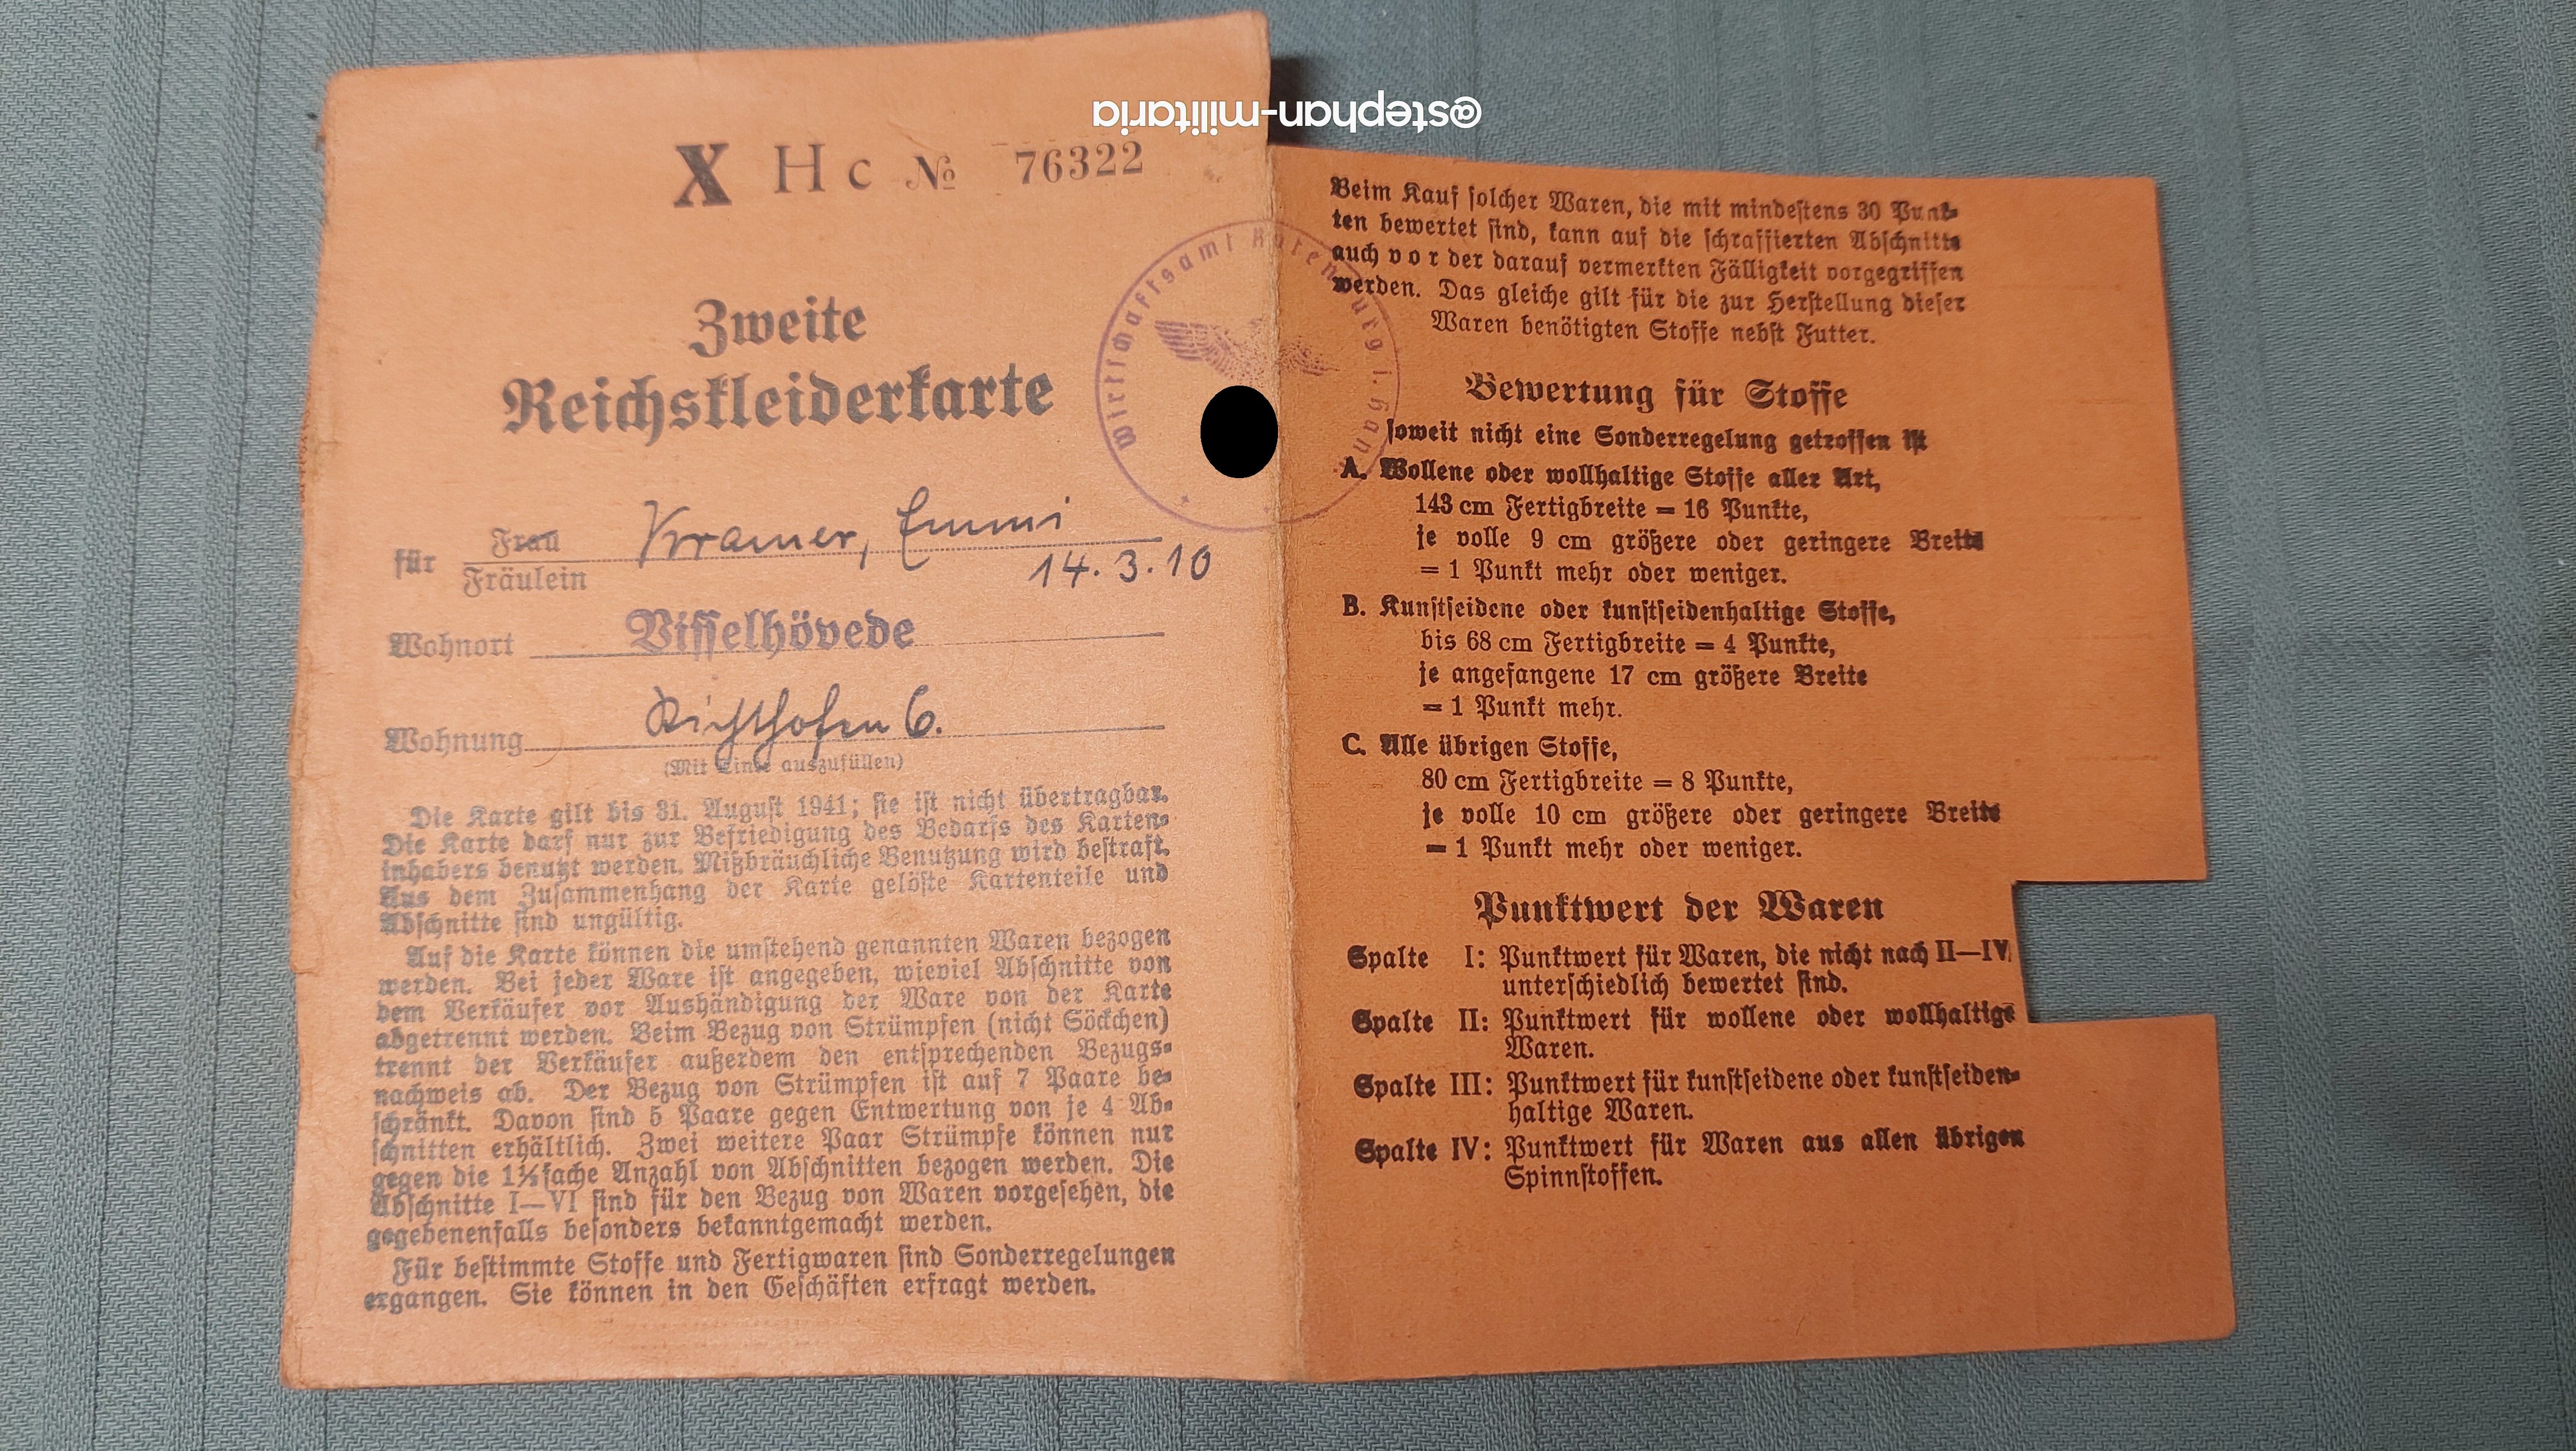 @stephan-militaria
X H c № 76322
Zweite
Reichskleiderkarte
Wirtschaftsamt Rotenburg i. Hann.
für Frau
Fräulein
Kramer, Emmi
14.3.10
Wohnort Visselhövede
Wohnung Richthofen 6.
(Mit Tinte auszufüllen)
Die Karte gilt bis 31. August 1941; sie ist nicht übertragbar.
Die Karte darf nur zur Befriedigung des Bedarfs des Karten-
inhabers benutzt werden. Mißbräuchliche Benutzung wird bestraft.
Aus dem Zusammenhang der Karte gelöste Kartenteile und
Abschnitte sind ungültig.
Auf die Karte können die umstehend genannten Waren bezogen
werden. Bei jeder Ware ist angegeben, wieviel Abschnitte von
dem Verkäufer vor Aushändigung der Ware von der Karte
abgetrennt werden. Beim Bezug von Strümpfen (nicht Söckchen)
trennt der Verkäufer außerdem den entsprechenden Bezugs-
nachweis ab. Der Bezug von Strümpfen ist auf 7 Paare be-
schränkt. Davon sind 5 Paare gegen Entwertung von je 4 Ab-
schnitten erhältlich. Zwei weitere Paar Strümpfe können nur
gegen die 1½fache Anzahl von Abschnitten bezogen werden. Die
Abschnitte I—VI sind für den Bezug von Waren vorgesehen, die
gegebenenfalls besonders bekanntgemacht werden.
Für bestimmte Stoffe und Fertigwaren sind Sonderregelungen
ergangen. Sie können in den Geschäften erfragt werden.
Beim Kauf solcher Waren, die mit mindestens 30 Punk-
ten bewertet sind, kann auf die schraffierten Abschnitte
auch vor der darauf vermerkten Fälligkeit vorgegriffen
werden. Das gleiche gilt für die zur Herstellung dieser
Waren benötigten Stoffe nebst Futter.
Bewertung für Stoffe
soweit nicht eine Sonderregelung getroffen ist
A. Wollene oder wollhaltige Stoffe aller Art,
143 cm Fertigbreite = 16 Punkte,
je volle 9 cm größere oder geringere Breite
= 1 Punkt mehr oder weniger.
B. Kunstseidene oder kunstseidenhaltige Stoffe,
bis 68 cm Fertigbreite = 4 Punkte,
je angefangene 17 cm größere Breite
= 1 Punkt mehr.
C. Alle übrigen Stoffe,
80 cm Fertigbreite = 8 Punkte,
je volle 10 cm größere oder geringere Breite
= 1 Punkt mehr oder weniger.
Punktwert der Waren
Spalte I: Punktwert für Waren, die nicht nach II—IV
unterschiedlich bewertet sind.
Spalte II: Punktwert für wollene oder wollhaltige
Waren.
Spalte III: Punktwert für kunstseidene oder kunstseiden-
haltige Waren.
Spalte IV: Punktwert für Waren aus allen übrigen
Spinnstoffen.